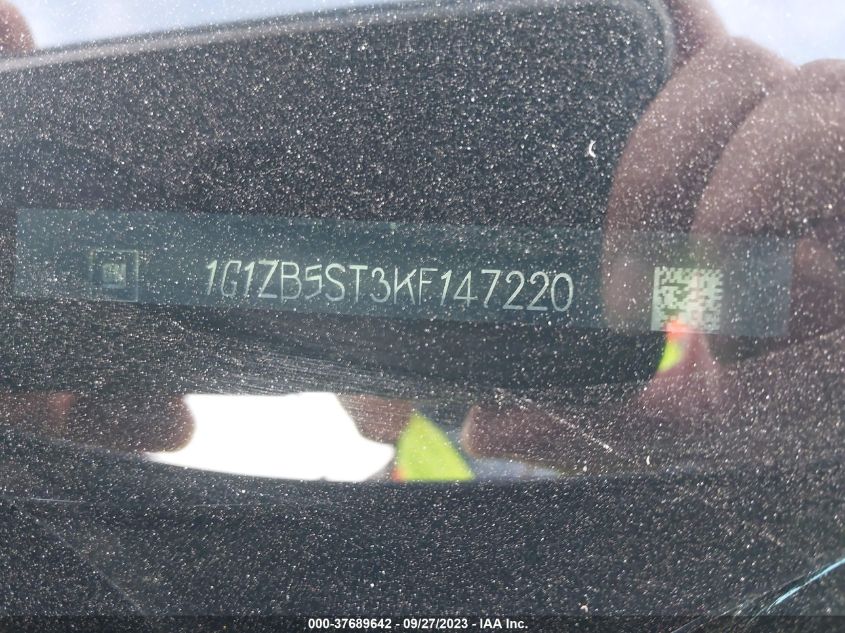 1G1ZB5ST3KF147220
000-37689642 - 09/27/2023 - IAA Inc.